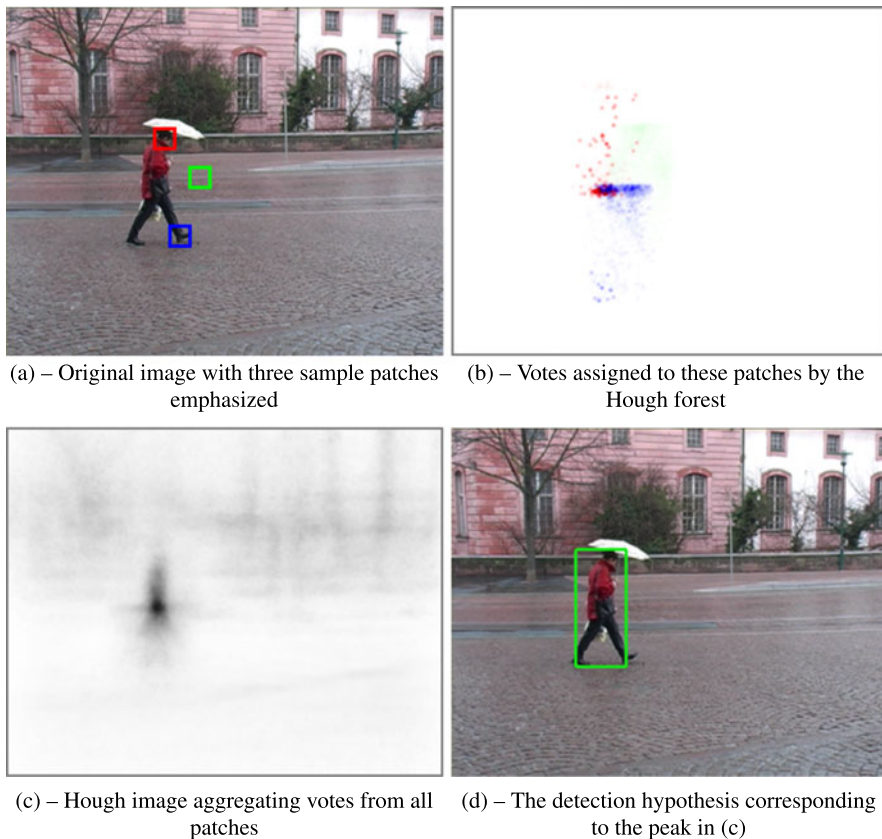 (a) – Original image with three sample patches
emphasized
(b) – Votes assigned to these patches by the
Hough forest
(c) – Hough image aggregating votes from all
patches
(d) – The detection hypothesis corresponding
to the peak in (c)